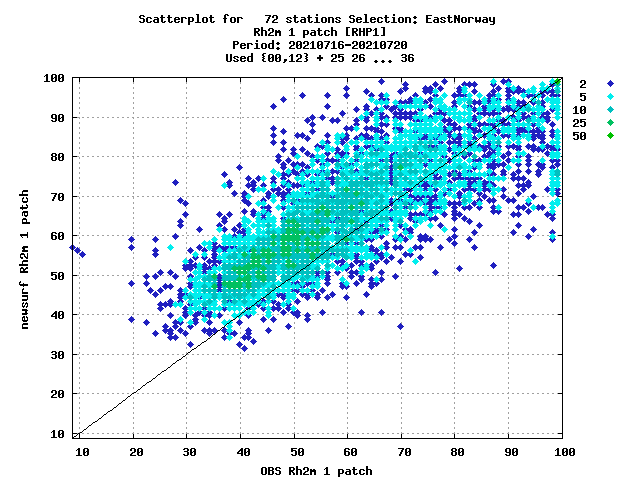 Scatterplot for   72 stations Selection: EastNorway
Rh2m 1 patch [RHP1]
Period: 20210716-20210720
Used {00,12} + 25 26 ... 36
newsurf Rh2m 1 patch
100
90
80
70
60
50
40
30
20
10
2
5
10
25
50
10 20 30 40 50 60 70 80 90 100
OBS Rh2m 1 patch